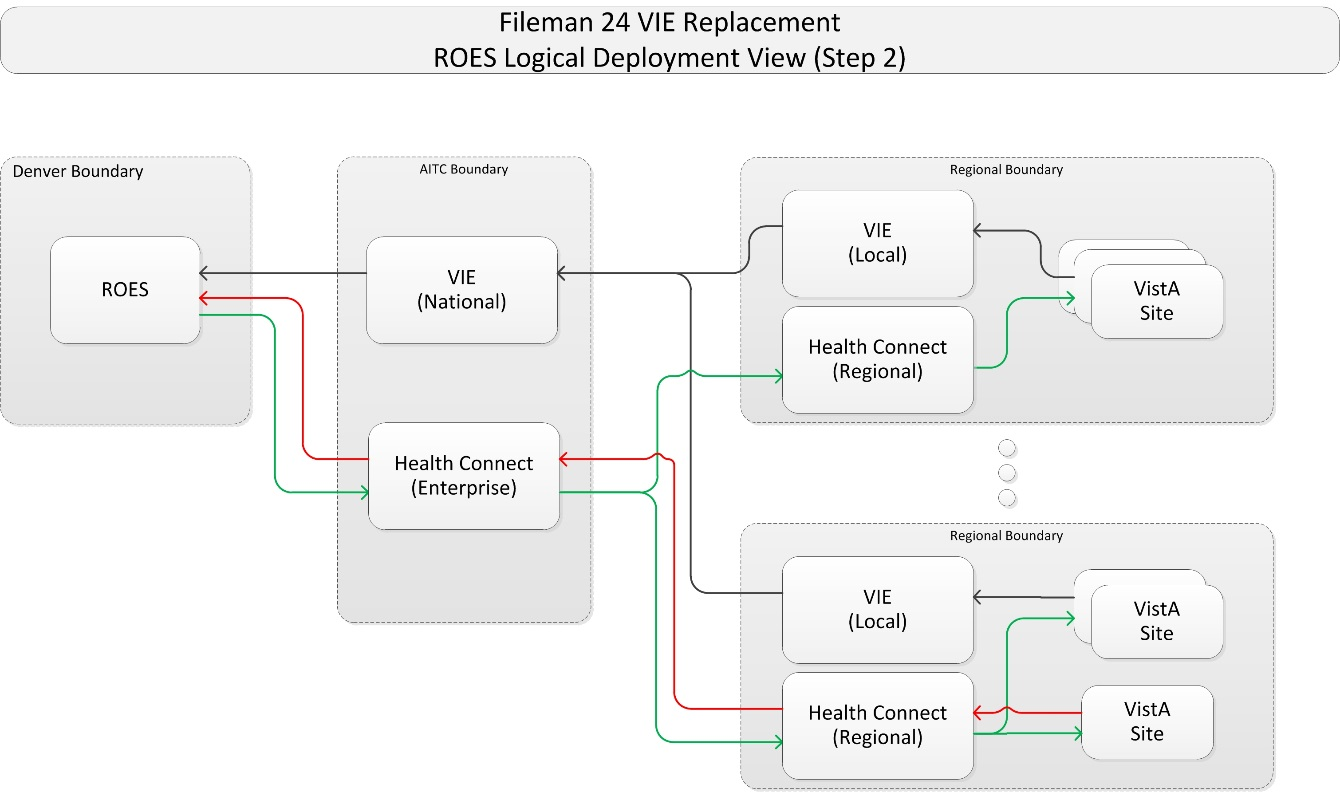 Fileman 24 VIE Replacement
ROES Logical Deployment View (Step 2)
Denver Boundary
ROES
AITC Boundary
VIE
(National)
Health Connect
(Enterprise)
Regional Boundary
VIE
(Local)
Health Connect
(Regional)
VistA
Site
Regional Boundary
VIE
(Local)
Health Connect
(Regional)
VistA
Site
VistA
Site